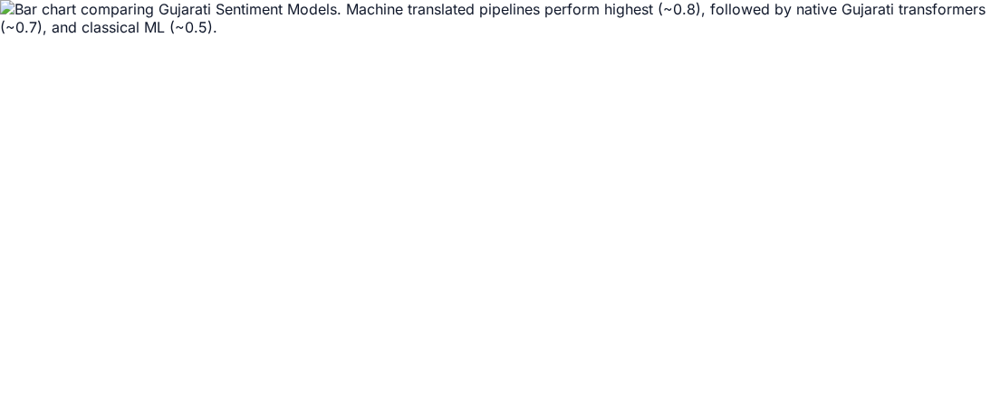 Bar chart comparing Gujarati Sentiment Models. Machine translated pipelines perform highest (~0.8), followed by native Gujarati transformers
(~0.7), and classical ML (~0.5).